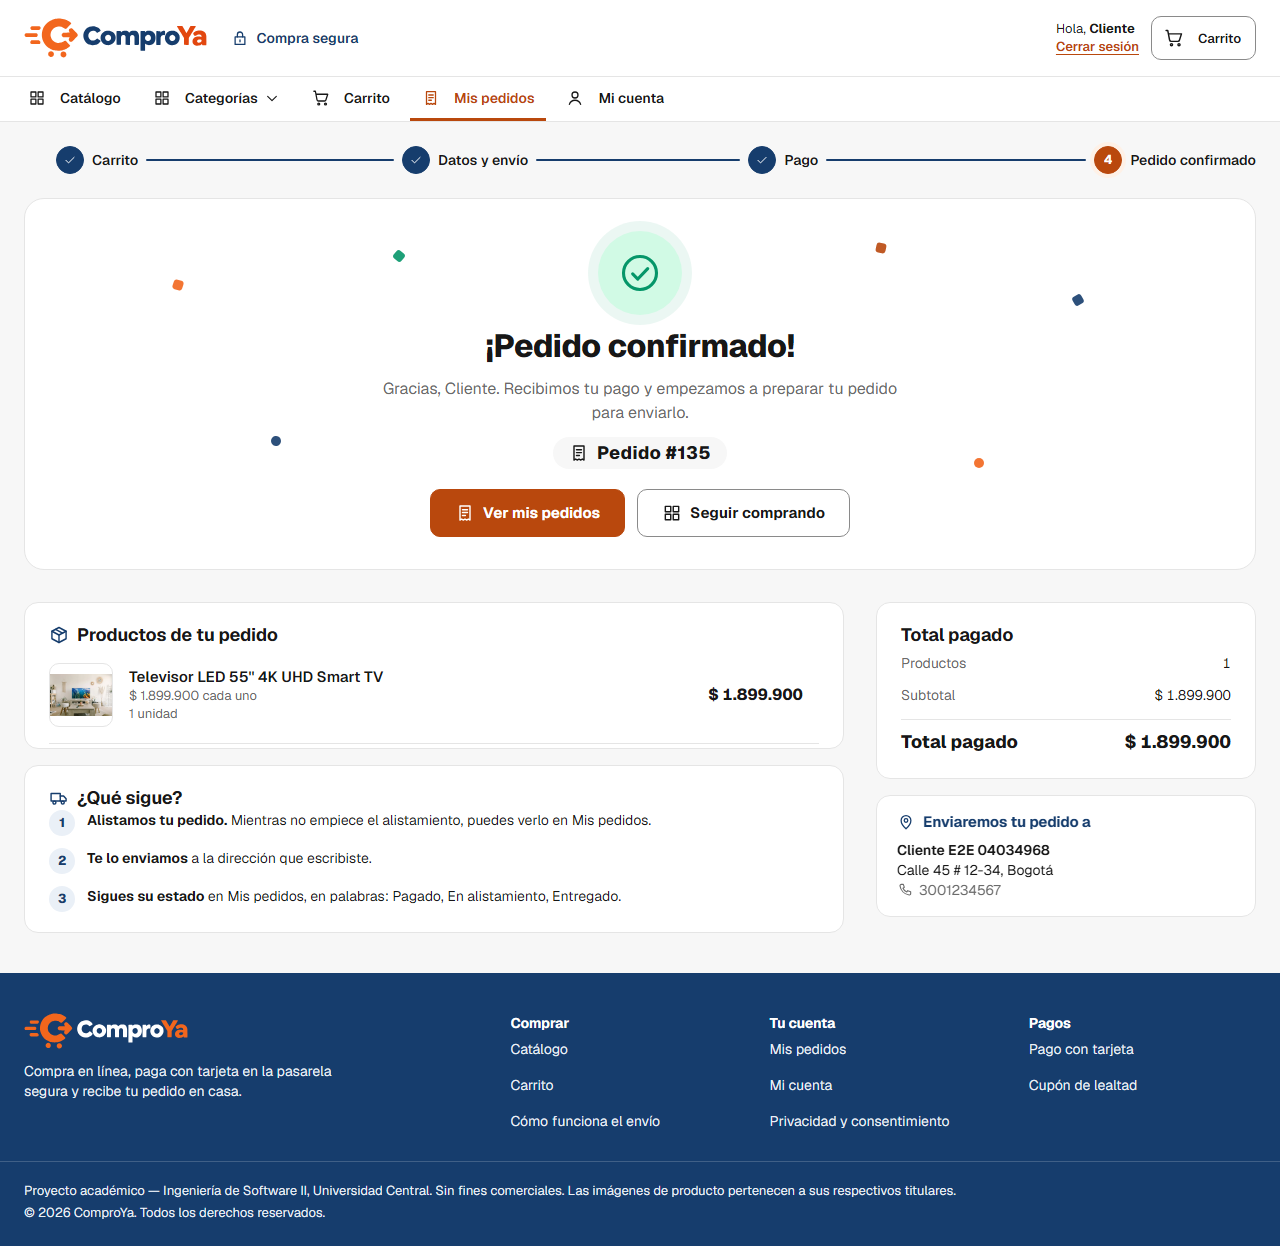 ComproYa
Compra segura
Hola, Cliente
Cerrar sesión
Carrito
Catálogo
Categorías
Carrito
Mis pedidos
Mi cuenta
Carrito
Datos y envío
Pago
4 Pedido confirmado
¡Pedido confirmado!
Gracias, Cliente. Recibimos tu pago y empezamos a preparar tu pedido
para enviarlo.
Pedido #135
Ver mis pedidos
Seguir comprando
Productos de tu pedido
Televisor LED 55" 4K UHD Smart TV
$ 1.899.900 cada uno
1 unidad
$ 1.899.900
¿Qué sigue?
1 Alistamos tu pedido. Mientras no empiece el alistamiento, puedes verlo en Mis pedidos.
2 Te lo enviamos a la dirección que escribiste.
3 Sigues su estado en Mis pedidos, en palabras: Pagado, En alistamiento, Entregado.
Total pagado
Productos 1
Subtotal $ 1.899.900
Total pagado $ 1.899.900
Enviaremos tu pedido a
Cliente E2E 04034968
Calle 45 # 12-34, Bogotá
3001234567
ComproYa
Compra en línea, paga con tarjeta en la pasarela
segura y recibe tu pedido en casa.
Comprar
Catálogo
Carrito
Cómo funciona el envío
Tu cuenta
Mis pedidos
Mi cuenta
Privacidad y consentimiento
Pagos
Pago con tarjeta
Cupón de lealtad
Proyecto académico — Ingeniería de Software II, Universidad Central. Sin fines comerciales. Las imágenes de producto pertenecen a sus respectivos titulares.
© 2026 ComproYa. Todos los derechos reservados.